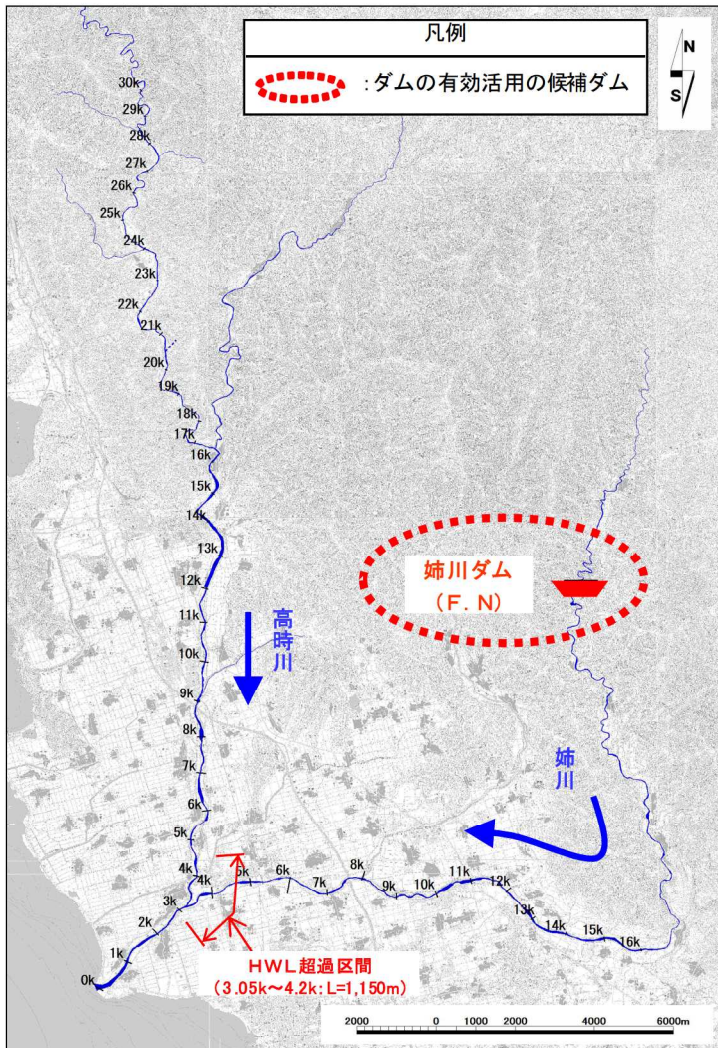 凡例
:ダムの有効活用の候補ダム
N
S
30k
29k
28k
27k
26k
25k
24k
23k
22k
21k
20k
19k
18k
17k
16k
15k
14k
13k
12k
11k
10k
9k
8k
7k
6k
5k
4k
3k
2k
1k
0k
高時川
姉川ダム
(F.N)
姉川
4k
5k
6k
7k
8k
9k
10k
11k
12k
13k
14k
15k
16k
HWL超過区間
(3.05k~4.2k:L=1,150m)
2000 0 2000 4000 6000m